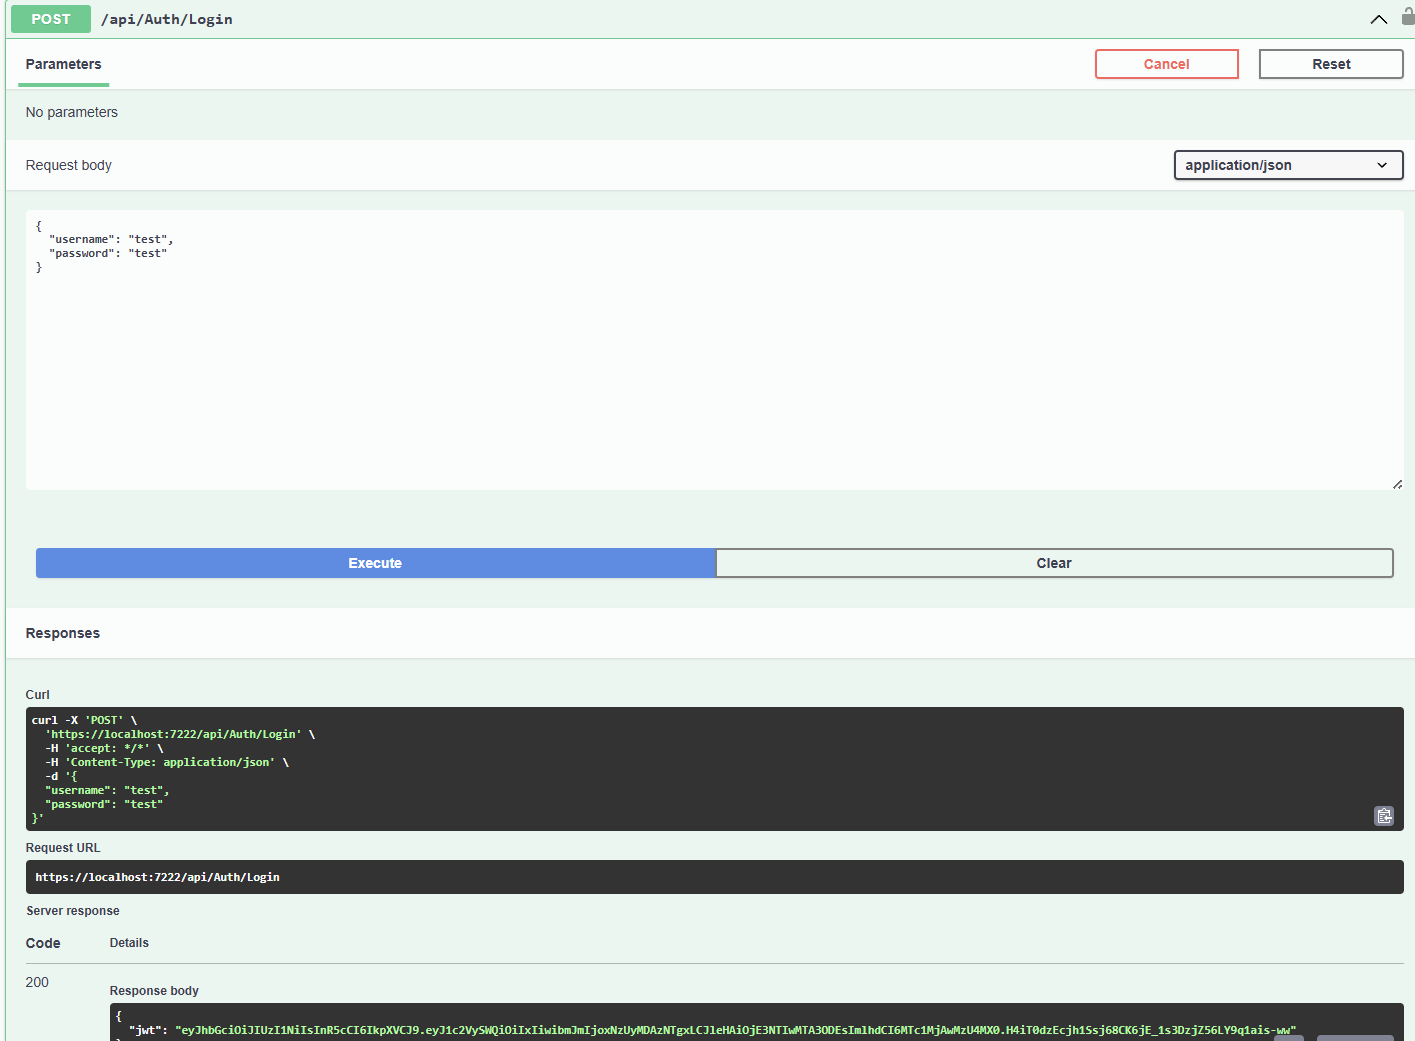 POST /api/Auth/Login
Parameters
Cancel
Reset
No parameters
Request body
application/json
{
  "username": "test",
  "password": "test"
}
Execute
Clear
Responses
Curl
curl -X 'POST' \
  'https://localhost:7222/api/Auth/Login' \
  -H 'accept: */*' \
  -H 'Content-Type: application/json' \
  -d '{
  "username": "test",
  "password": "test"
}'
Request URL
https://localhost:7222/api/Auth/Login
Server response
Code
Details
200
Response body
{
  "jwt": "eyJhbGciOiJIUzI1NiIsInR5cCI6IkpXVCJ9.eyJ1c2VySWQiOiIxIiwibmJmIjoxNzUyMDAzNTgxLCJleHAiOjE3NTIwMTA3ODEsImlhdCI6MTc1MjAwMzU4MX0.H4iT0dzEcjh1Ssj68CK6jE_1s3DzjZ56LY9q1ais-ww"